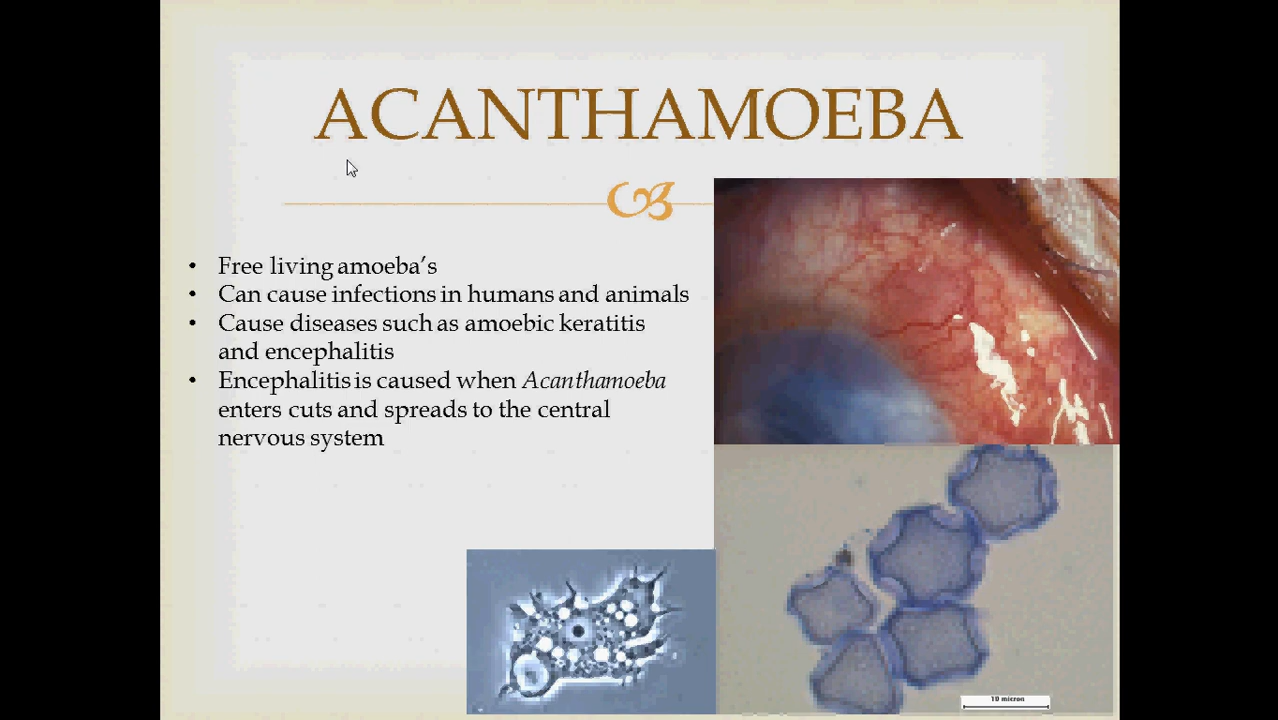 ACANTHAMOEBA
• Free living amoeba’s
• Can cause infections in humans and animals
• Cause diseases such as amoebic keratitis
and encephalitis
• Encephalitis is caused when Acanthamoeba
enters cuts and spreads to the central
nervous system
10 micron